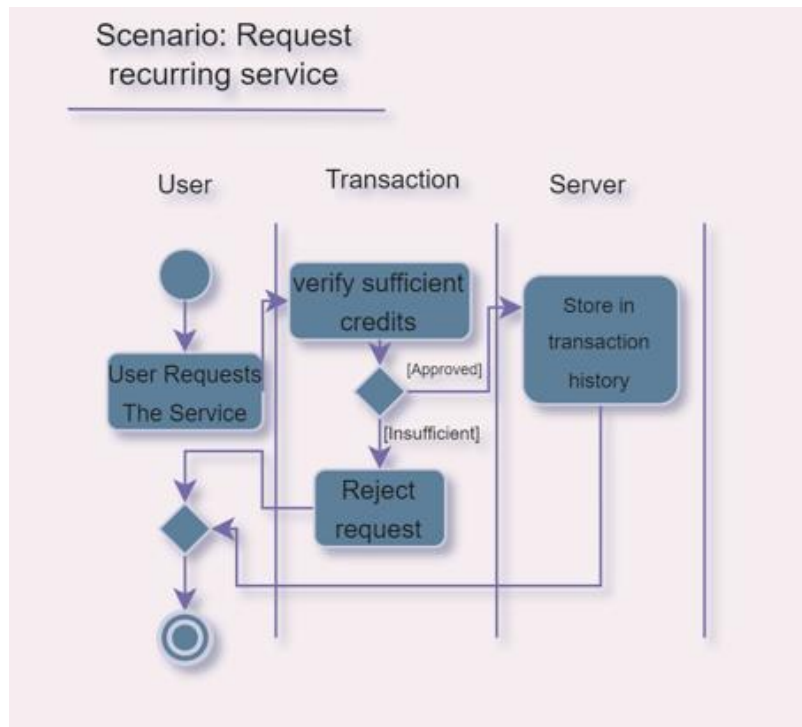 Scenario: Request
recurring service
User
Transaction
Server
verify sufficient
credits
Store in
transaction
history
User Requests
The Service
[Approved]
[Insufficient]
Reject
request